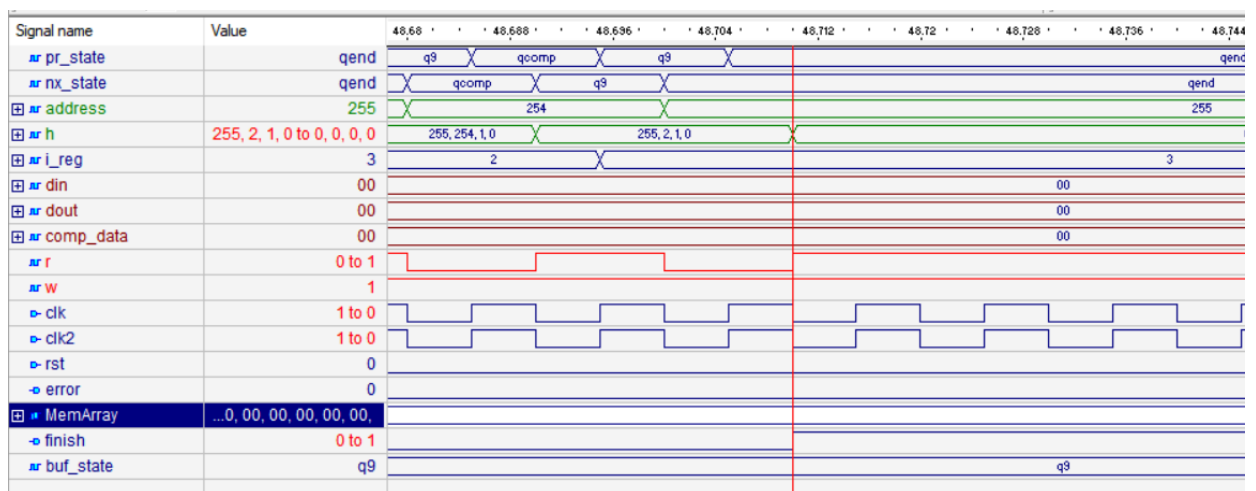 Signal name Value 48.68 48.688 48.696 48.704 48.712 48.72 48.728 48.736 48.744
pr_state qend q9 qcomp q9 qend
nx_state qend qcomp q9 qend
address 255 254 255
h 255, 2, 1, 0 to 0, 0, 0, 0 255, 254, 1, 0 255, 2, 1, 0
i_reg 3 2 3
din 00 00
dout 00 00
comp_data 00 00
r 0 to 1
w 1
clk 1 to 0
clk2 1 to 0
rst 0
error 0
MemArray ...0, 00, 00, 00, 00, 00,
finish 0 to 1
buf_state q9 q9